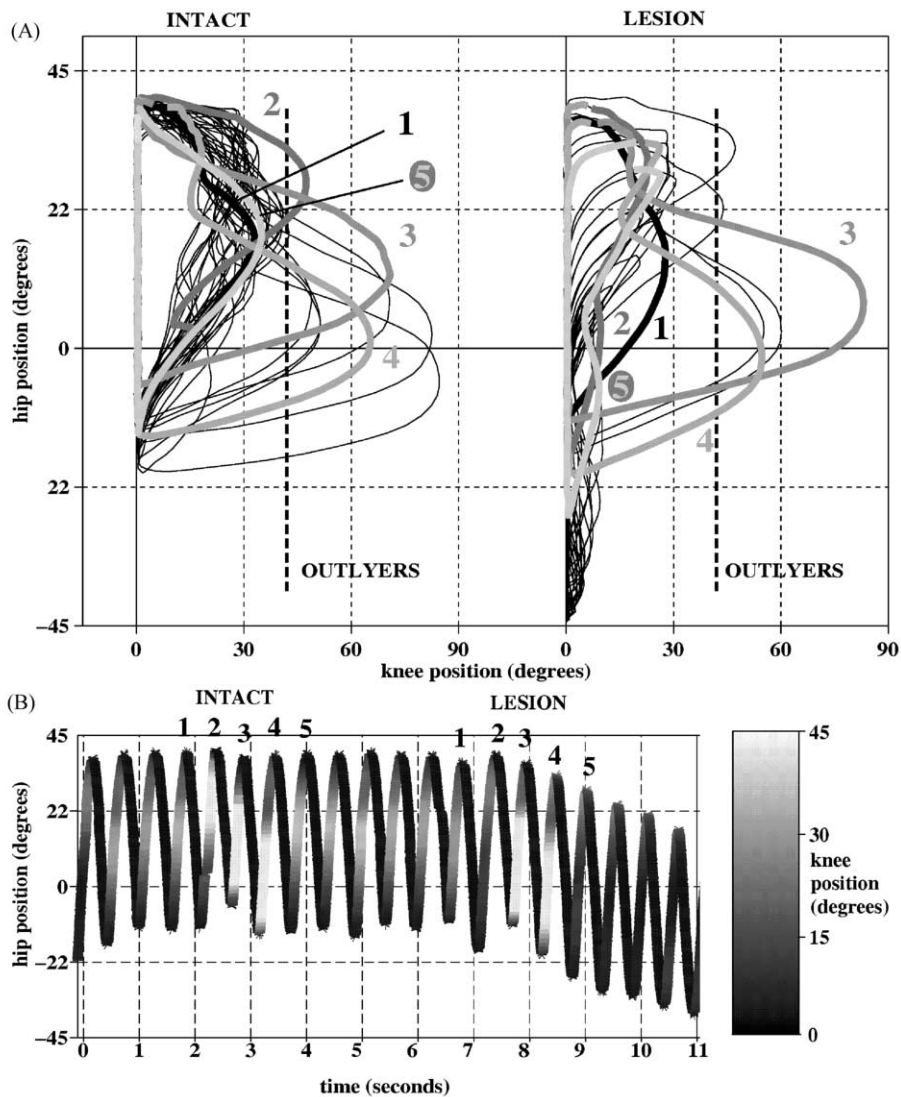 (A)
INTACT
LESION
45
22
0
22
−45
hip position (degrees)
2
1
5
3
4
OUTLYERS
3
1
2
5
4
OUTLYERS
0
30
60
90
0
30
60
90
knee position (degrees)
(B)
INTACT
LESION
45
22
0
−22
−45
hip position (degrees)
1 2 3 4 5
1 2 3 4 5
0 1 2 3 4 5 6 7 8 9 10 11
time (seconds)
45
30
15
0
knee
position
(degrees)